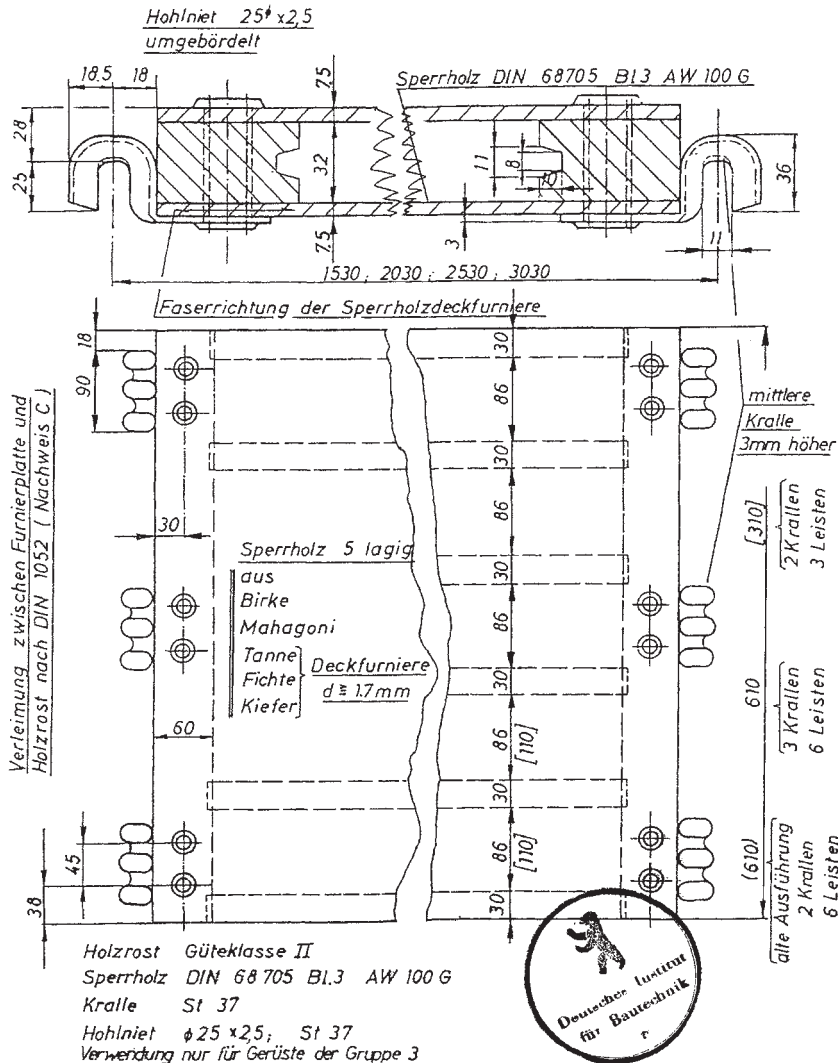 Hohlniet 25⌀ x2,5
umgebördelt
Sperrholz DIN 68705 Bl.3 AW 100 G
18.5
18
7.5
28
25
32
7.5
11
8
10
3
36
11
1530 ; 2030 ; 2530 ; 3030
Faserrichtung der Sperrholzdeckfurniere
18
90
30
60
45
38
Verleimung zwischen Furnierplatte und
Holzrost nach DIN 1052 ( Nachweis C )
Sperrholz 5 lagig
aus
Birke
Mahagoni
Tanne
Fichte
Kiefer
Deckfurniere
d ≧ 1.7mm
30
86
30
86
30
86
30
86
[110]
30
86
[110]
30
mittlere
Kralle
3mm höher
[310]
2 Krallen
3 Leisten
610
3 Krallen
6 Leisten
(610)
alte Ausführung
2 Krallen
6 Leisten
Holzrost Güteklasse II
Sperrholz DIN 68 705 Bl.3 AW 100 G
Kralle St 37
Hohlniet ϕ 25 x2,5; St 37
Verwendung nur für Gerüste der Gruppe 3
Deutsches Institut
für Bautechnik